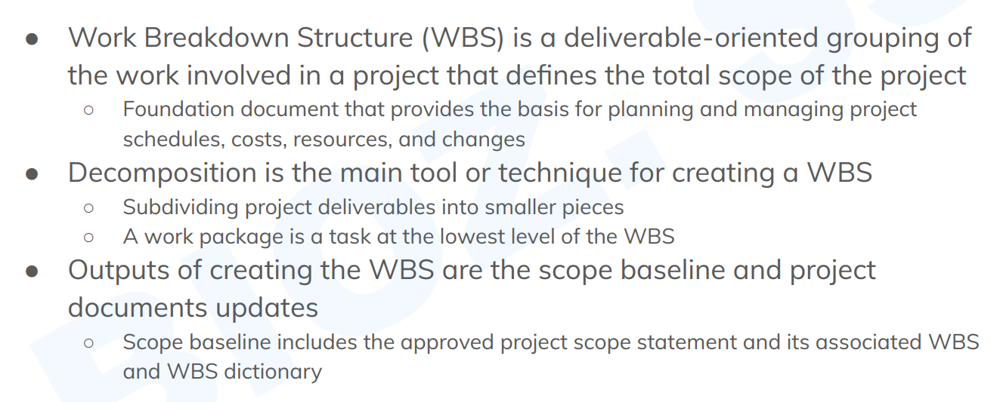 ● Work Breakdown Structure (WBS) is a deliverable-oriented grouping of
the work involved in a project that defines the total scope of the project
○ Foundation document that provides the basis for planning and managing project
schedules, costs, resources, and changes
● Decomposition is the main tool or technique for creating a WBS
○ Subdividing project deliverables into smaller pieces
○ A work package is a task at the lowest level of the WBS
● Outputs of creating the WBS are the scope baseline and project
documents updates
○ Scope baseline includes the approved project scope statement and its associated WBS
and WBS dictionary